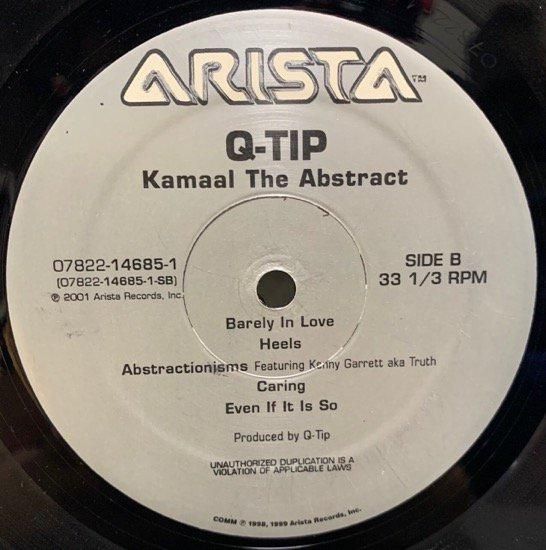 ARISTA™
Q-TIP
Kamaal The Abstract
07822-14685-1
(07822-14685-1-SB)
℗ 2001 Arista Records, Inc.
SIDE B
33 1/3 RPM
Barely In Love
Heels
Abstractionisms Featuring Kenny Garrett aka Truth
Caring
Even If It Is So
Produced by Q-Tip
UNAUTHORIZED DUPLICATION IS A
VIOLATION OF APPLICABLE LAWS
COMM ℗ 1998, 1999 Arista Records, Inc.